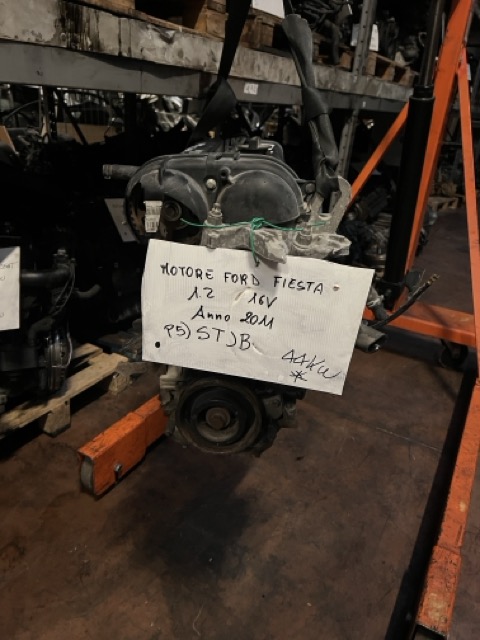 MOTORE FORD FIESTA
1.2 16V
Anno 2011
P5) STJB
44KW
*